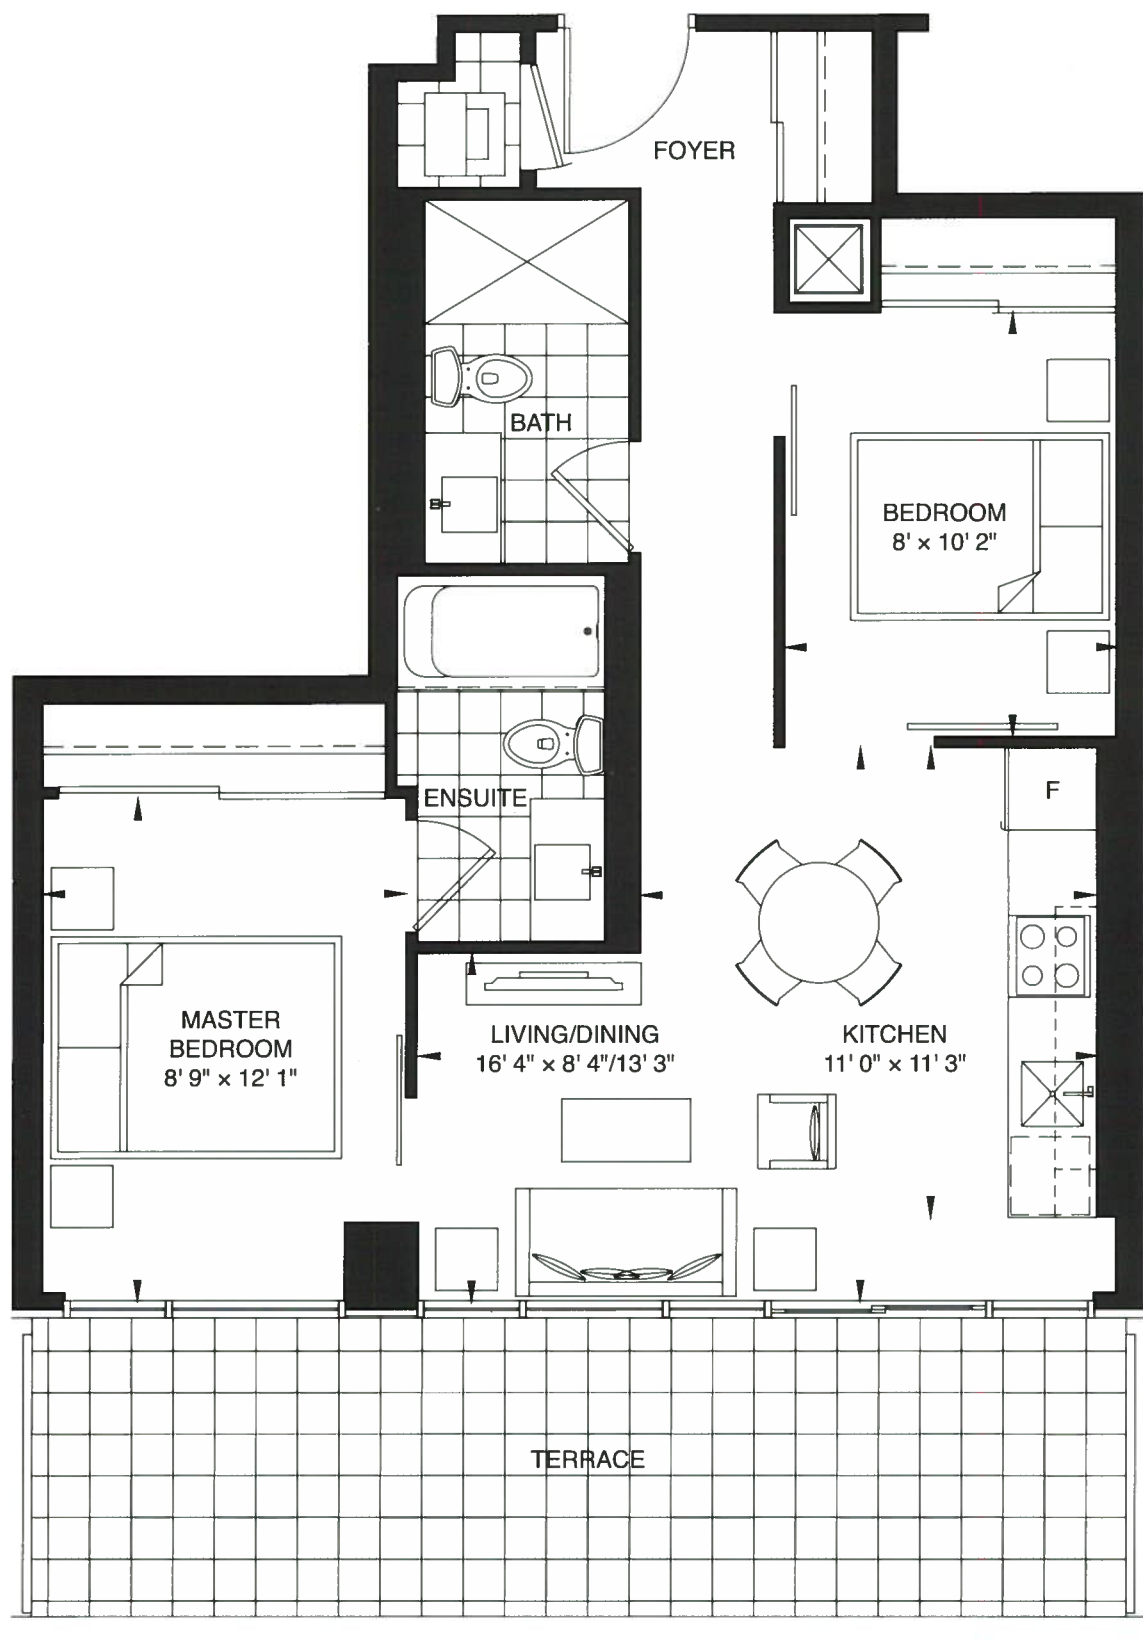 FOYER
BATH
BEDROOM
8' × 10' 2"
ENSUITE
F
MASTER
BEDROOM
8' 9" × 12' 1"
LIVING/DINING
16' 4" × 8' 4"/13' 3"
KITCHEN
11' 0" × 11' 3"
TERRACE